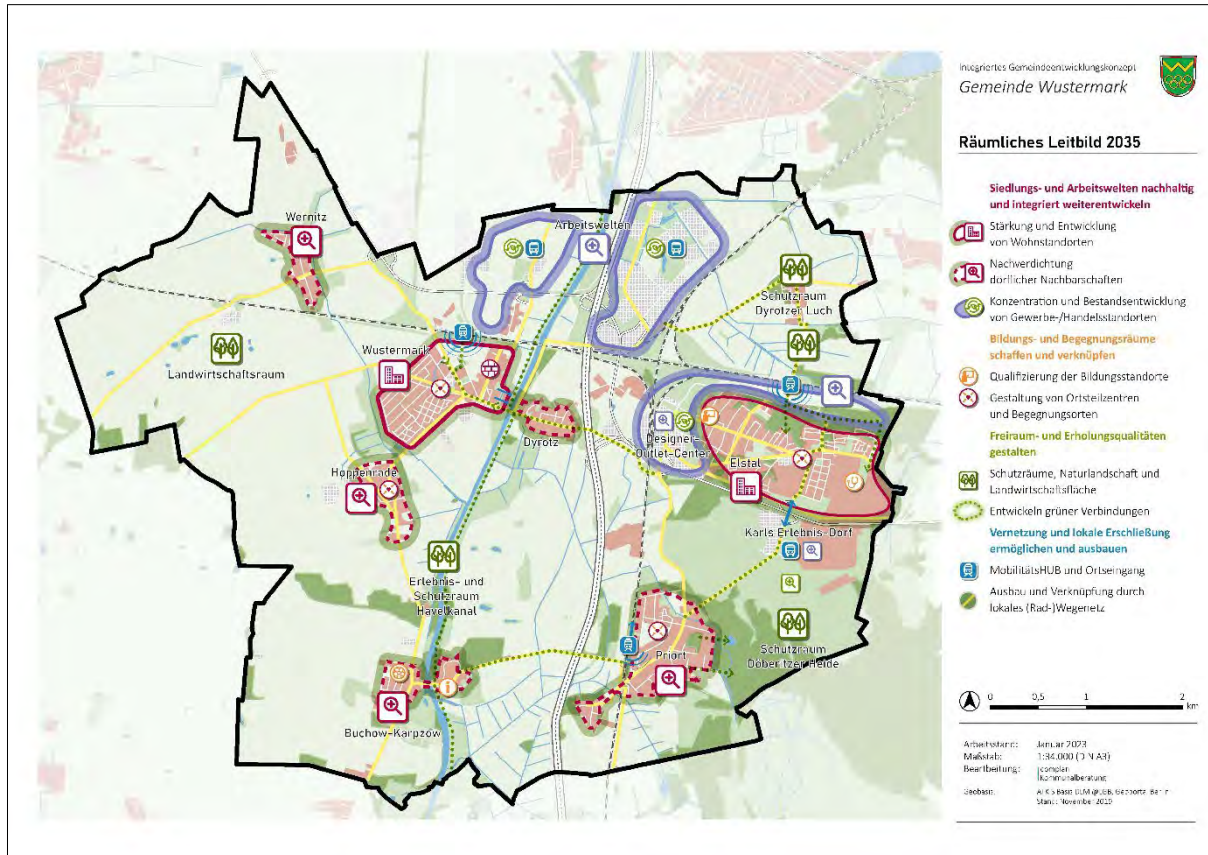 Integriertes Gemeindeentwicklungskonzept
Gemeinde Wustermark
Räumliches Leitbild 2035
Siedlungs- und Arbeitswelten nachhaltig
und integriert weiterentwickeln
Stärkung und Entwicklung
von Wohnstandorten
Nachverdichtung
dörflicher Nachbarschaften
Konzentration und Bestandsentwicklung
von Gewerbe-/Handelsstandorten
Bildungs- und Begegnungsräume
schaffen und verknüpfen
Qualifizierung der Bildungsstandorte
Gestaltung von Ortsteilzentren
und Begegnungsorten
Freiraum- und Erholungsqualitäten
gestalten
Schutzräume, Naturlandschaft und
Landwirtschaftsfläche
Entwickeln grüner Verbindungen
Vernetzung und lokale Erschließung
ermöglichen und ausbauen
MobilitätsHUB und Ortseingang
Ausbau und Verknüpfung durch
lokales (Rad-)Wegenetz
0 0,5 1 2
km
Arbeitsstand: Januar 2023
Maßstab: 1:34.000 (DIN A3)
Bearbeitung: complan
Kommunalberatung
Geobasis:
Stand: November 2019
Wernitz
Arbeitswelten
Schutzraum
Dyrotzer Luch
Landwirtschaftsraum
Wustermark
Dyrotz
Designer-
Outlet-Center
Elstal
Hoppenrade
Karls Erlebnis-Dorf
Erlebnis- und
Schutzraum
Havelkanal
Priort
Schutzraum
Döberitzer Heide
Buchow-Karpzow